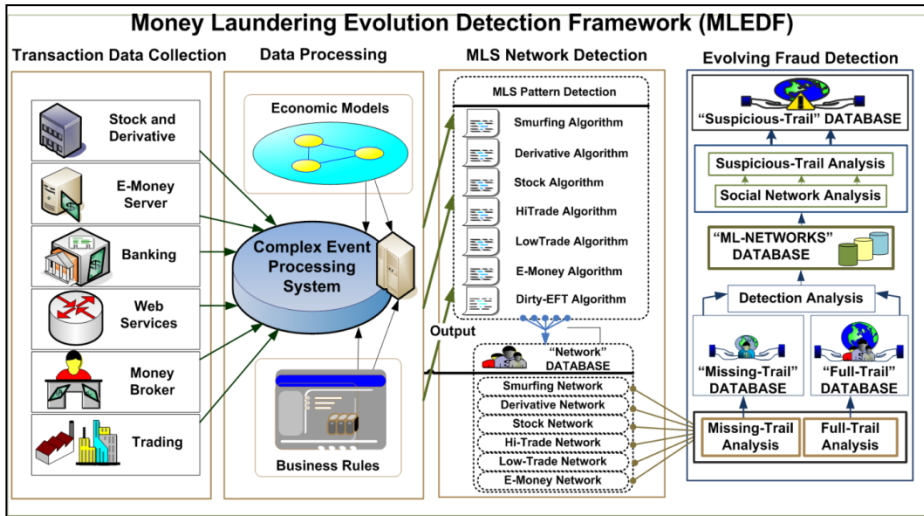 Money Laundering Evolution Detection Framework (MLEDF)
Transaction Data Collection
Stock and
Derivative
E-Money
Server
Banking
Web
Services
Money
Broker
Trading
Data Processing
Economic Models
Complex Event
Processing
System
Business Rules
MLS Network Detection
MLS Pattern Detection
Smurfing Algorithm
Derivative Algorithm
Stock Algorithm
HiTrade Algorithm
LowTrade Algorithm
E-Money Algorithm
Dirty-EFT Algorithm
Output
“Network”
DATABASE
Smurfing Network
Derivative Network
Stock Network
Hi-Trade Network
Low-Trade Network
E-Money Network
Evolving Fraud Detection
“Suspicious-Trail” DATABASE
Suspicious-Trail Analysis
Social Network Analysis
“ML-NETWORKS”
DATABASE
Detection Analysis
“Missing-Trail”
DATABASE
“Full-Trail”
DATABASE
Missing-Trail
Analysis
Full-Trail
Analysis